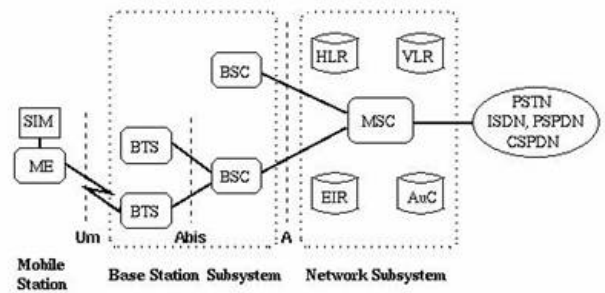 HLR
VLR
BSC
PSTN
ISDN, PSPDN
CSPDN
SIM
MSC
BTS
ME
BSC
EIR
AuC
BTS
Um
Abis
A
Mobile
Station
Base Station Subsystem
Network Subsystem